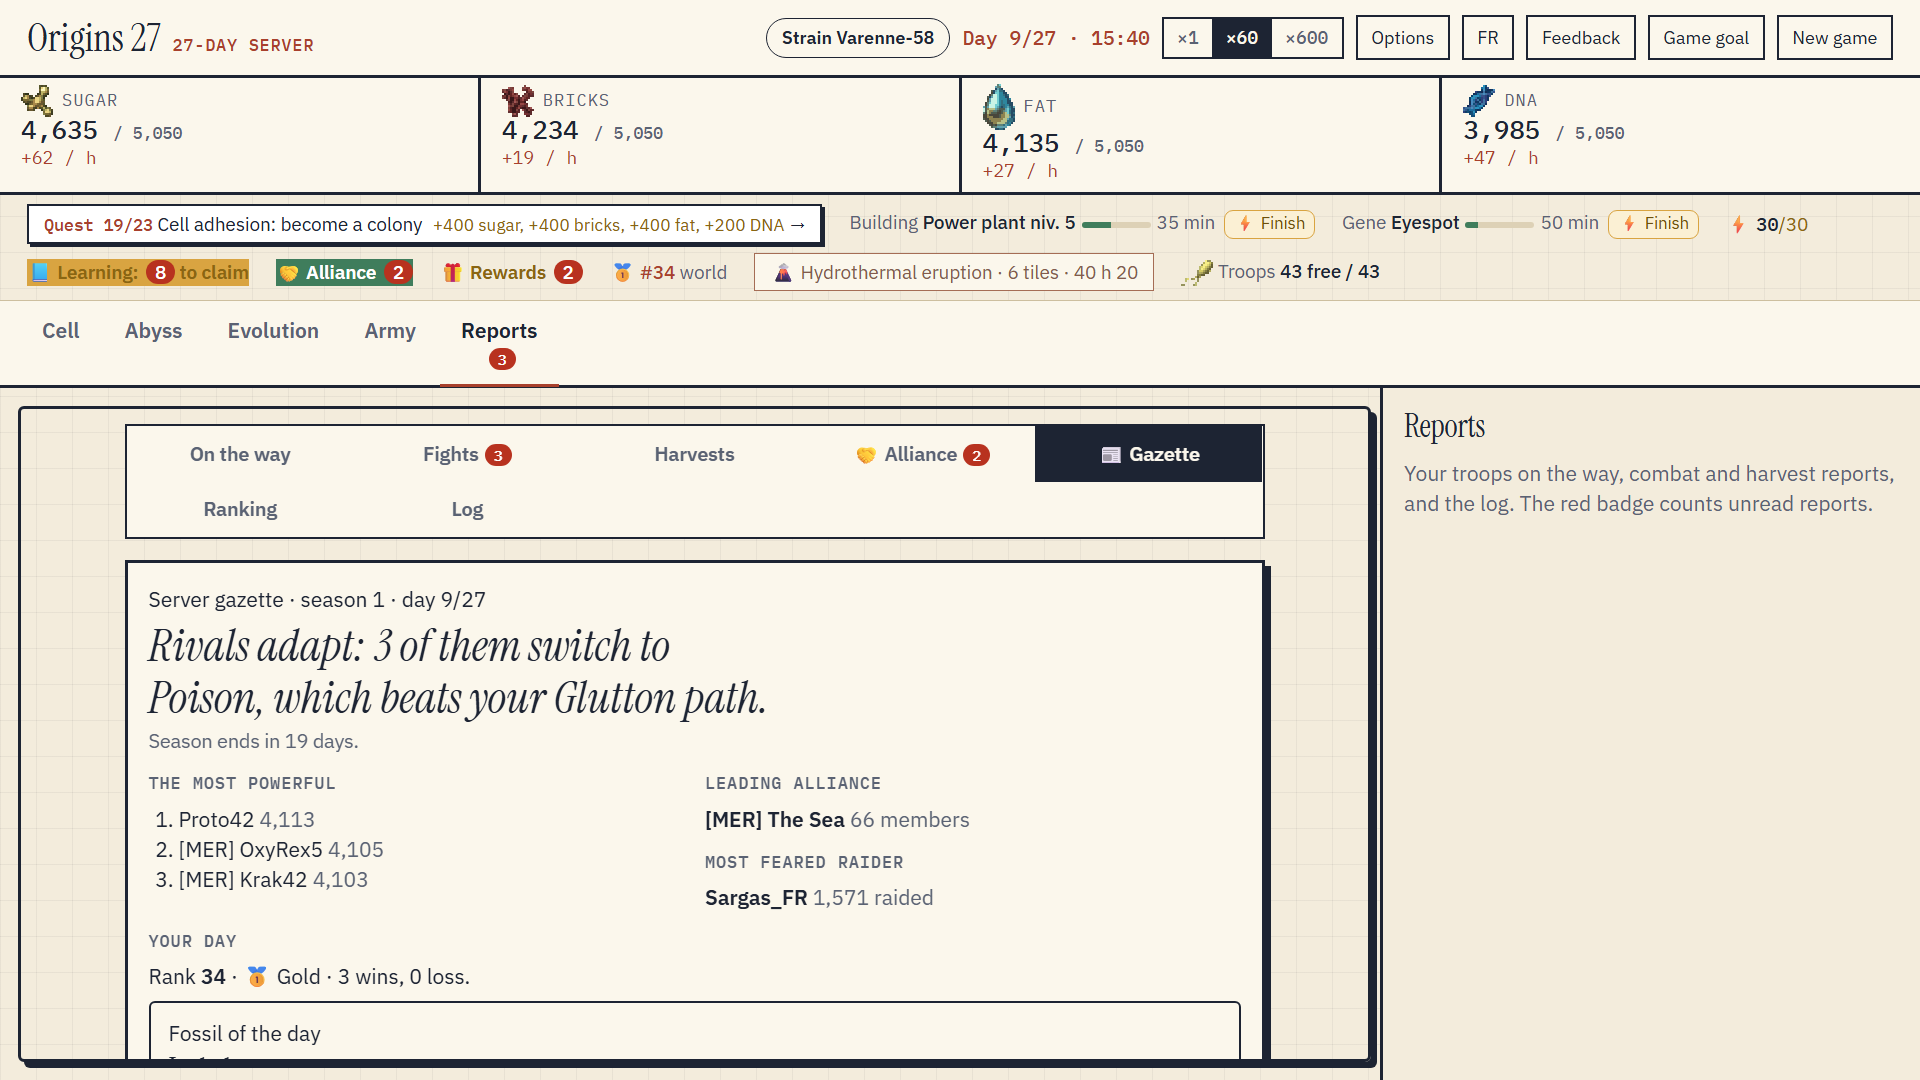 Origins 27 27-DAY SERVER
Strain Varenne-58 Day 9/27 · 15:40 ×1 ×60 ×600 Options FR Feedback Game goal New game
SUGAR
4,635 / 5,050
+62 / h
BRICKS
4,234 / 5,050
+19 / h
FAT
4,135 / 5,050
+27 / h
DNA
3,985 / 5,050
+47 / h
Quest 19/23 Cell adhesion: become a colony +400 sugar, +400 bricks, +400 fat, +200 DNA →
Building Power plant niv. 5 35 min Finish
Gene Eyespot 50 min Finish
30/30
Learning: 8 to claim
Alliance 2
Rewards 2
#34 world
Hydrothermal eruption · 6 tiles · 40 h 20
Troops 43 free / 43
Cell Abyss Evolution Army Reports
3
On the way Fights 3 Harvests Alliance 2 Gazette
Ranking Log
Server gazette · season 1 · day 9/27
Rivals adapt: 3 of them switch to
Poison, which beats your Glutton path.
Season ends in 19 days.
THE MOST POWERFUL
1. Proto42 4,113
2. [MER] OxyRex5 4,105
3. [MER] Krak42 4,103
LEADING ALLIANCE
[MER] The Sea 66 members
MOST FEARED RAIDER
Sargas_FR 1,571 raided
YOUR DAY
Rank 34 · Gold · 3 wins, 0 loss.
Fossil of the day
Reports
Your troops on the way, combat and harvest reports,
and the log. The red badge counts unread reports.